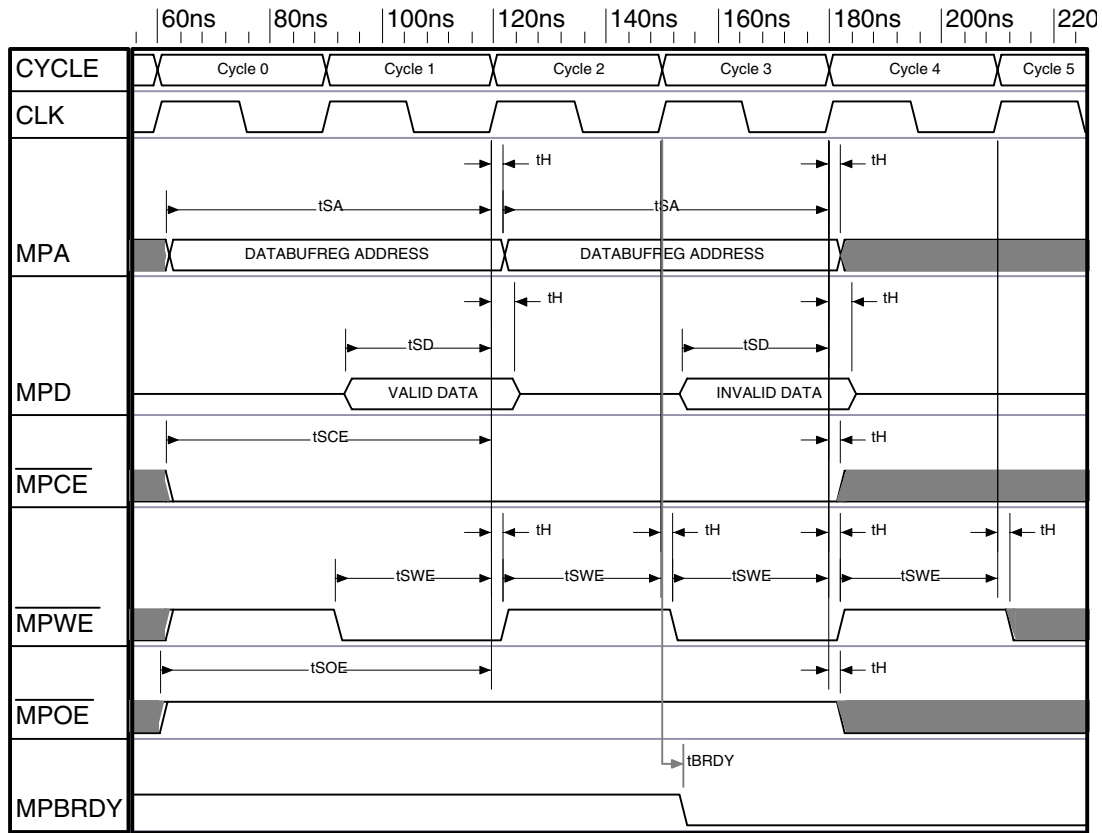 60ns 80ns 100ns 120ns 140ns 160ns 180ns 200ns 220
CYCLE Cycle 0 Cycle 1 Cycle 2 Cycle 3 Cycle 4 Cycle 5
CLK
tH tH
tSA tSA
MPA DATABUFREG ADDRESS DATABUFREG ADDRESS
tH tH
tSD tSD
MPD VALID DATA INVALID DATA
tSCE tH
MPCE
tH tH tH tH
tSWE tSWE tSWE tSWE
MPWE
tSOE tH
MPOE
tBRDY
MPBRDY